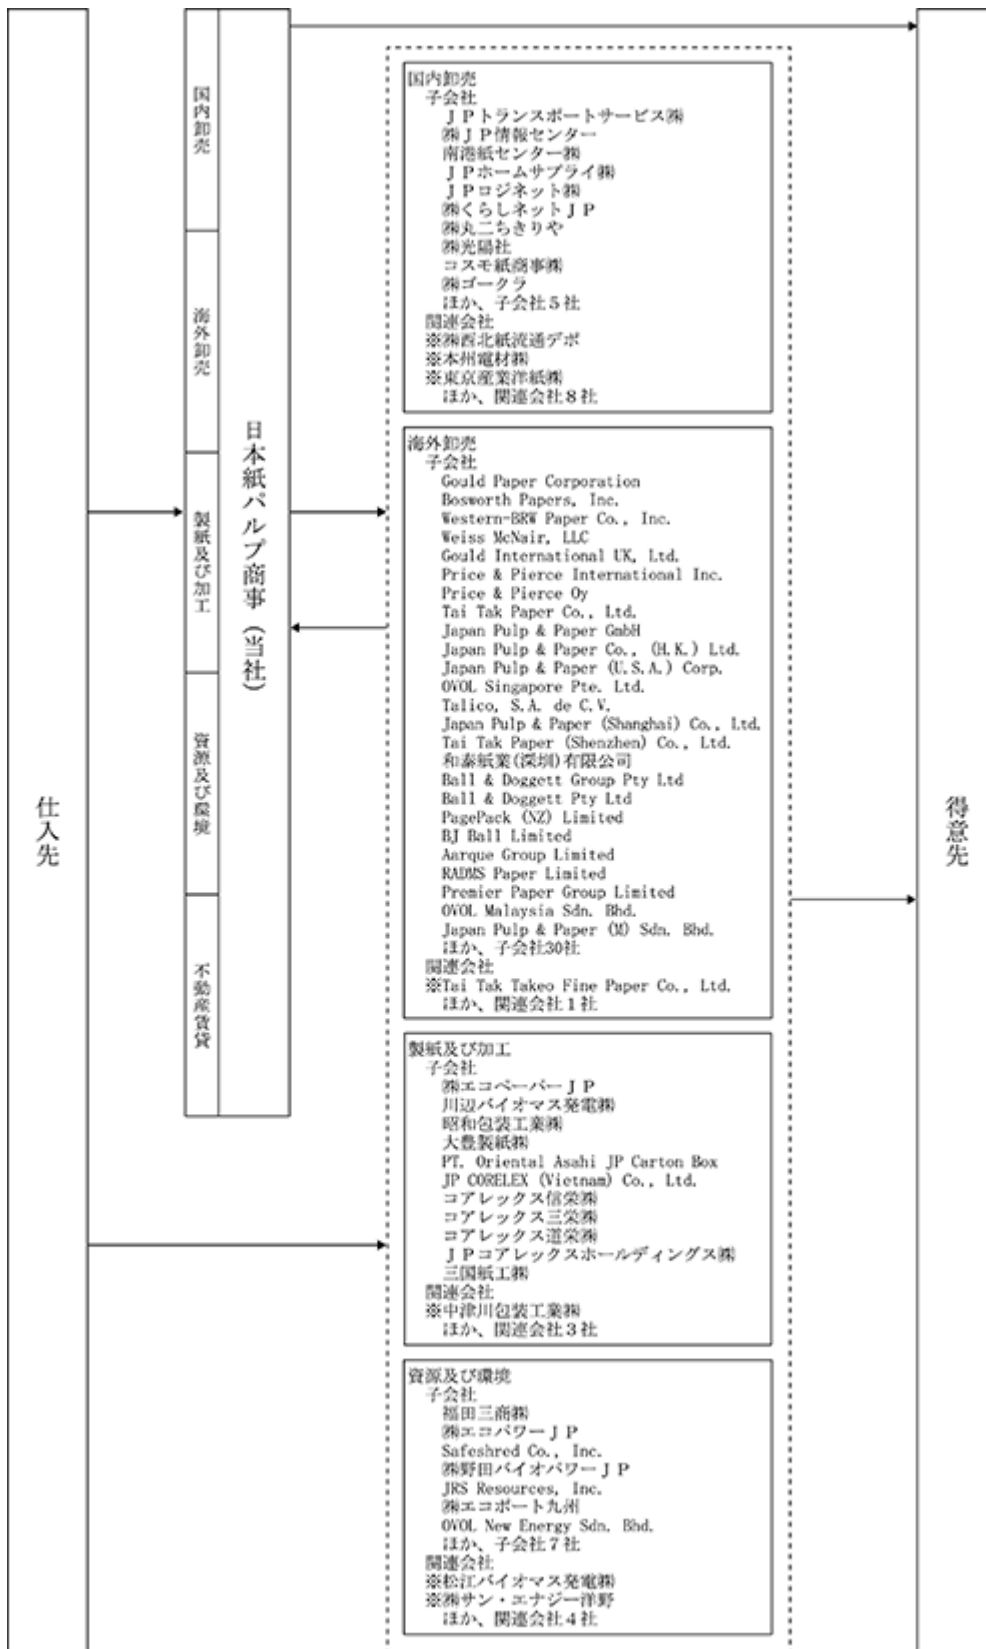 仕入先
国内卸売
海外卸売
製紙及び加工
資源及び環境
不動産賃貸
日本紙パルプ商事(当社)
国内卸売
子会社
JPトランスポートサービス㈱
㈱JP情報センター
南港紙センター㈱
JPホームサプライ㈱
JPロジネット㈱
㈱くらしネットJP
㈱丸二ちきりや
㈱光陽社
コスモ紙商事㈱
㈱ゴークラ
ほか、子会社5社
関連会社
※㈱西北紙流通デポ
※本州電材㈱
※東京産業洋紙㈱
ほか、関連会社8社
海外卸売
子会社
Gould Paper Corporation
Bosworth Papers, Inc.
Western-BRW Paper Co., Inc.
Weiss McNair, LLC
Gould International UK, Ltd.
Price & Pierce International Inc.
Price & Pierce Oy
Tai Tak Paper Co., Ltd.
Japan Pulp & Paper GmbH
Japan Pulp & Paper Co., (H.K.) Ltd.
Japan Pulp & Paper (U.S.A.) Corp.
OVOL Singapore Pte. Ltd.
Talico, S.A. de C.V.
Japan Pulp & Paper (Shanghai) Co., Ltd.
Tai Tak Paper (Shenzhen) Co., Ltd.
和泰紙業(深圳)有限公司
Ball & Doggett Group Pty Ltd
Ball & Doggett Pty Ltd
PagePack (NZ) Limited
BJ Ball Limited
Aarque Group Limited
RADMS Paper Limited
Premier Paper Group Limited
OVOL Malaysia Sdn. Bhd.
Japan Pulp & Paper (M) Sdn. Bhd.
ほか、子会社30社
関連会社
※Tai Tak Takeo Fine Paper Co., Ltd.
ほか、関連会社1社
製紙及び加工
子会社
㈱エコペーパーJP
川辺バイオマス発電㈱
昭和包装工業㈱
大豊製紙㈱
PT. Oriental Asahi JP Carton Box
JP CORELEX (Vietnam) Co., Ltd.
コアレックス信栄㈱
コアレックス三栄㈱
コアレックス道栄㈱
JPコアレックスホールディングス㈱
三国紙工㈱
関連会社
※中津川包装工業㈱
ほか、関連会社3社
資源及び環境
子会社
福田三商㈱
㈱エコパワーJP
Safeshred Co., Inc.
㈱野田バイオパワーJP
JRS Resources, Inc.
㈱エコポート九州
OVOL New Energy Sdn. Bhd.
ほか、子会社7社
関連会社
※松江バイオマス発電㈱
※㈱サン・エナジー洋野
ほか、関連会社4社
得意先